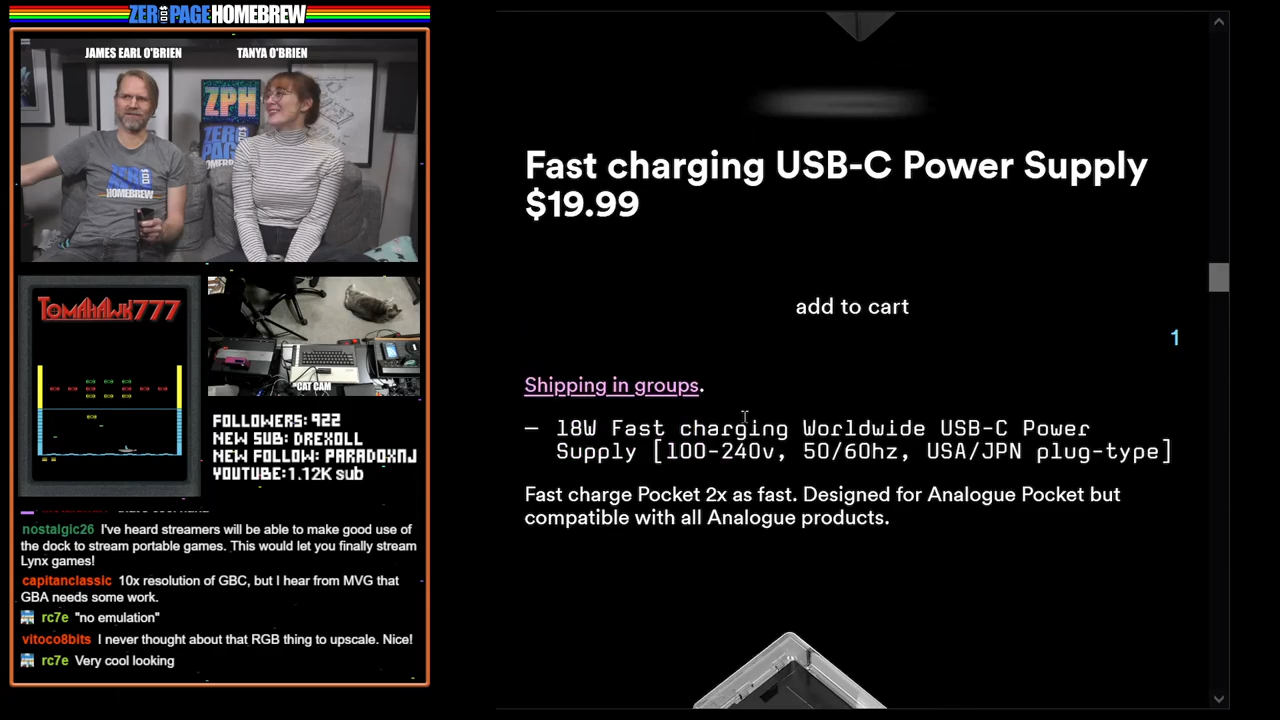 ZERO PAGE HOMEBREW
JAMES EARL O'BRIEN
TANYA O'BRIEN
ZPH
HOMEBREW
TOMAHAWK777
*CAT CAM
FOLLOWERS: 922
NEW SUB: DREXOLL
NEW FOLLOW: PARADOXNJ
YOUTUBE: 1.12K sub
nostalgic26 I've heard streamers will be able to make good use of
the dock to stream portable games. This would let you finally stream
Lynx games!
capitanclassic 10x resolution of GBC, but I hear from MVG that
GBA needs some work.
rc7e "no emulation"
vitoco8bits I never thought about that RGB thing to upscale. Nice!
rc7e Very cool looking
Fast charging USB-C Power Supply
$19.99
add to cart
1
Shipping in groups.
— 18W Fast charging Worldwide USB-C Power
Supply [100-240v, 50/60hz, USA/JPN plug-type]
Fast charge Pocket 2x as fast. Designed for Analogue Pocket but
compatible with all Analogue products.